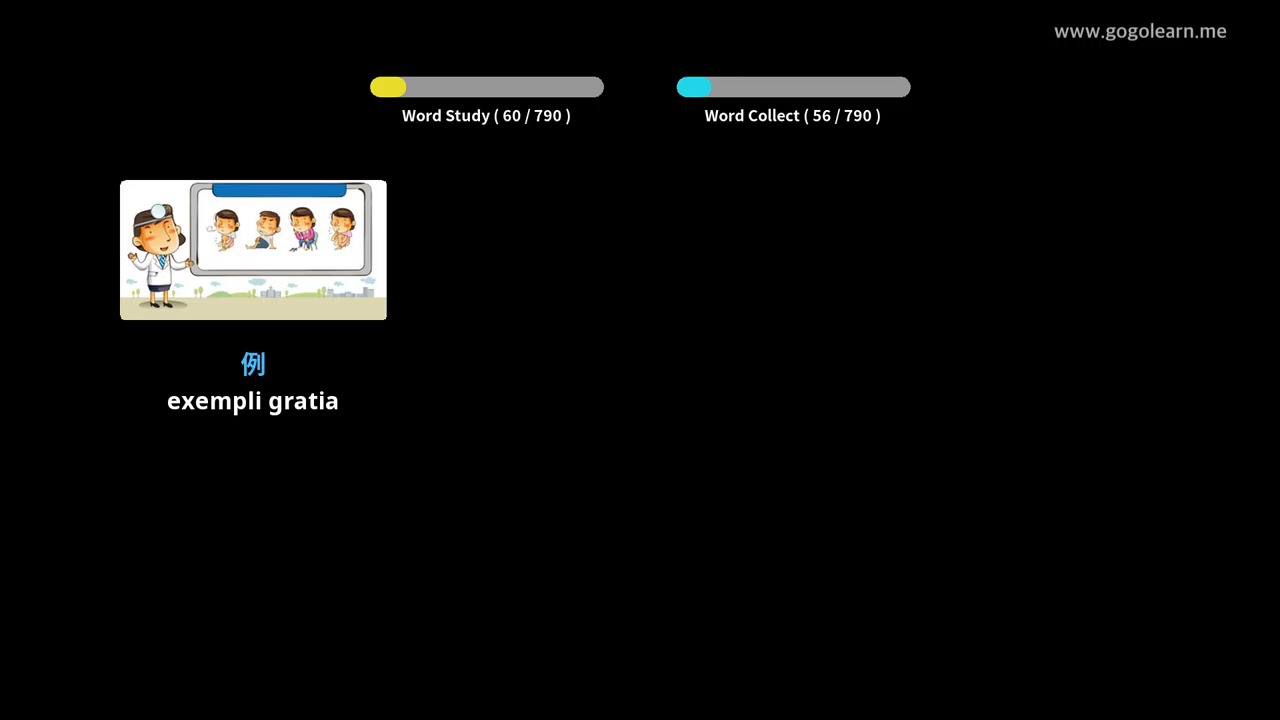 www.gogolearn.me
Word Study ( 60 / 790 )
Word Collect ( 56 / 790 )
例
exempli gratia